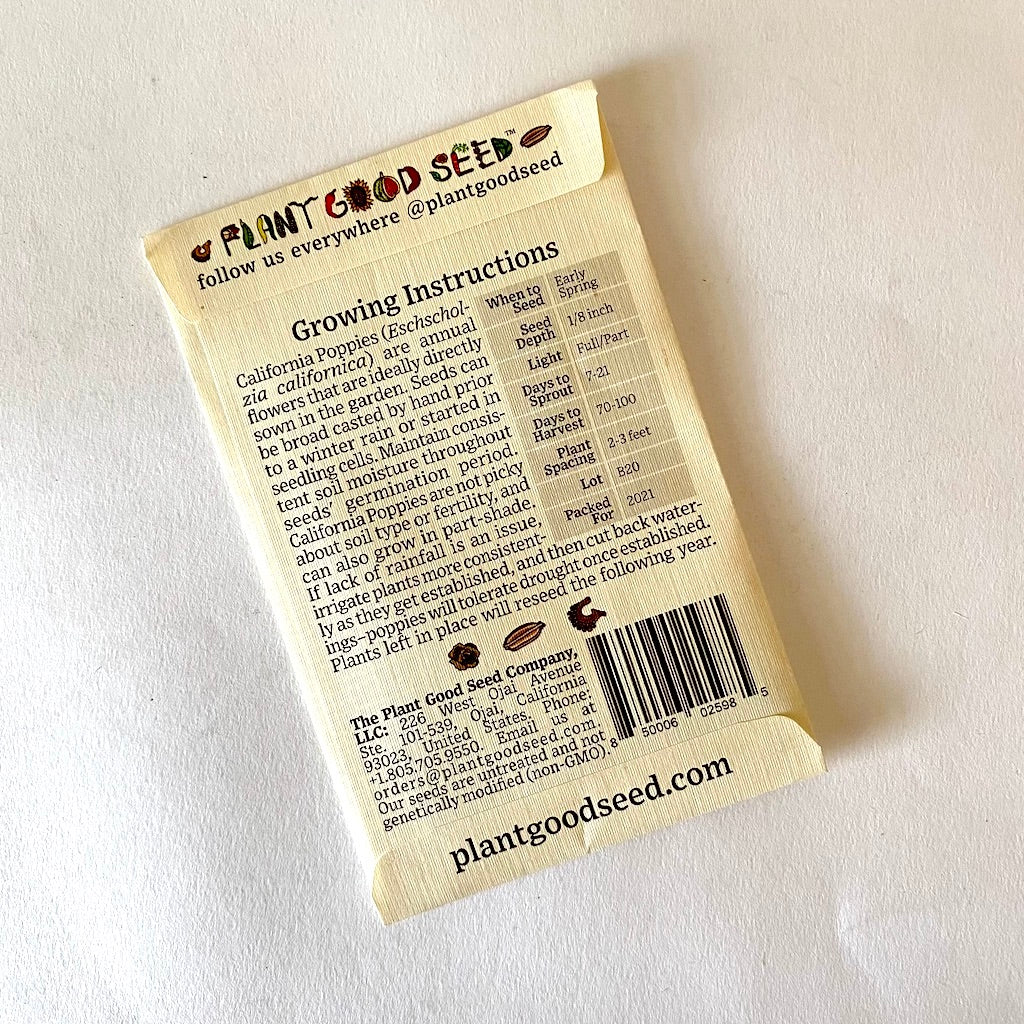 PLANT GOOD SEED™
follow us everywhere @plantgoodseed
Growing Instructions
California Poppies (Eschschol-
zia californica) are annual
flowers that are ideally directly
sown in the garden. Seeds can
be broad casted by hand prior
to a winter rain or started in
seedling cells. Maintain consis-
tent soil moisture throughout
seeds' germination period.
California Poppies are not picky
about soil type or fertility, and
can also grow in part-shade.
If lack of rainfall is an issue,
irrigate plants more consistent-
ly as they get established, and then cut back water-
ings–poppies will tolerate drought once established.
Plants left in place will reseed the following year.
When to Seed Early Spring
Seed Depth 1/8 inch
Light Full/Part
Days to Sprout 7-21
Days to Harvest 70-100
Plant Spacing 2-3 feet
Lot B20
Packed For 2021
The Plant Good Seed Company,
LLC: 226 West Ojai Avenue
Ste. 101-539, Ojai, California
93023, United States. Phone:
+1.805.705.9550. Email us at
orders@plantgoodseed.com.
Our seeds are untreated and not
genetically modified (non-GMO)
8 50006 02598 5
plantgoodseed.com